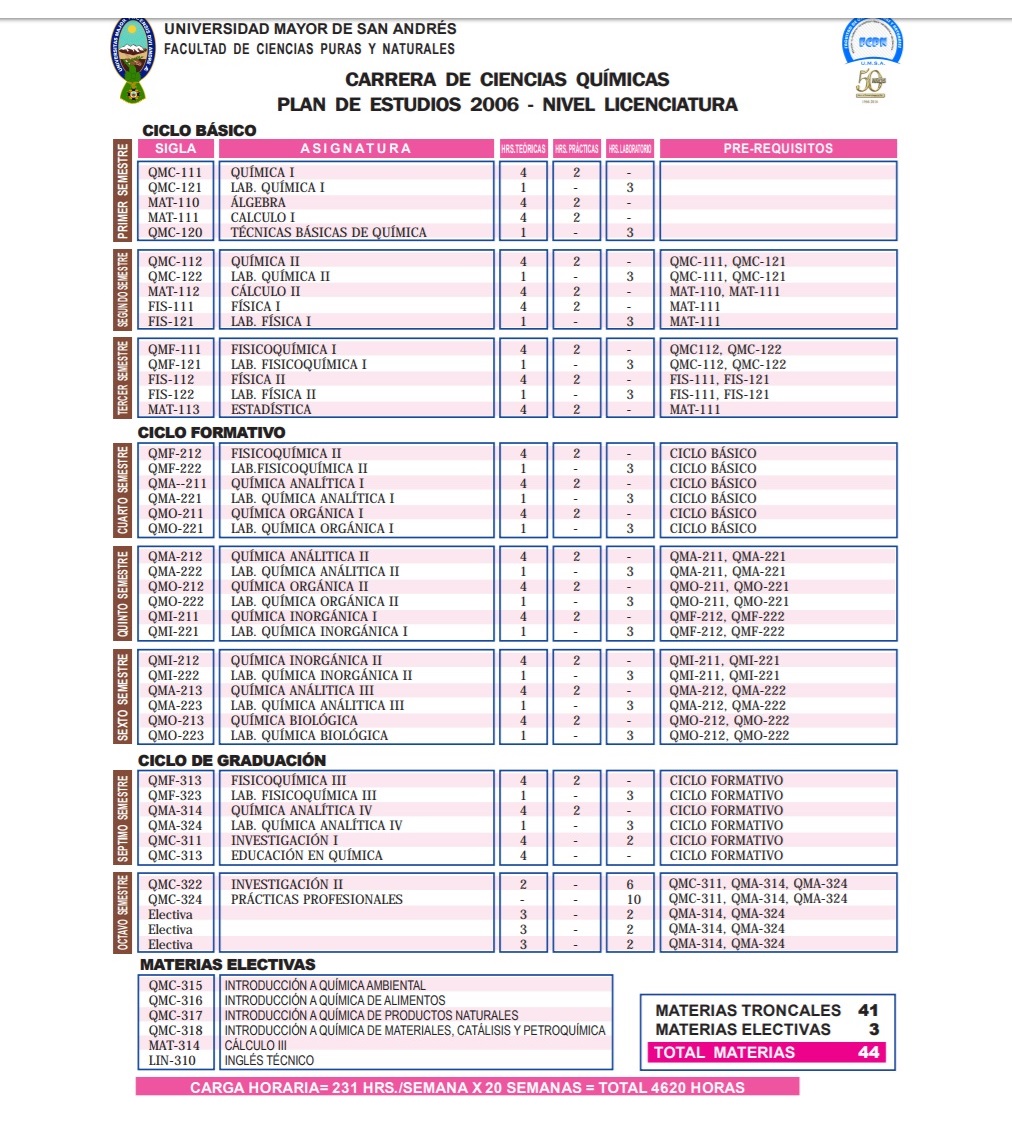 UNIVERSIDAD MAYOR DE SAN ANDRÉS
FACULTAD DE CIENCIAS PURAS Y NATURALES
FCPN
U.M.S.A.
50
CARRERA DE CIENCIAS QUÍMICAS
PLAN DE ESTUDIOS 2006 - NIVEL LICENCIATURA
CICLO BÁSICO
SIGLA ASIGNATURA HRS.TEÓRICAS HRS. PRÁCTICAS HRS. LABORATORIO PRE-REQUISITOS
PRIMER SEMESTRE
QMC-111 QUÍMICA I 4 2 -
QMC-121 LAB. QUÍMICA I 1 - 3
MAT-110 ÁLGEBRA 4 2 -
MAT-111 CALCULO I 4 2 -
QMC-120 TÉCNICAS BÁSICAS DE QUÍMICA 1 - 3
SEGUNDO SEMESTRE
QMC-112 QUÍMICA II 4 2 - QMC-111, QMC-121
QMC-122 LAB. QUÍMICA II 1 - 3 QMC-111, QMC-121
MAT-112 CÁLCULO II 4 2 - MAT-110, MAT-111
FIS-111 FÍSICA I 4 2 - MAT-111
FIS-121 LAB. FÍSICA I 1 - 3 MAT-111
TERCER SEMESTRE
QMF-111 FISICOQUÍMICA I 4 2 - QMC112, QMC-122
QMF-121 LAB. FISICOQUÍMICA I 1 - 3 QMC-112, QMC-122
FIS-112 FÍSICA II 4 2 - FIS-111, FIS-121
FIS-122 LAB. FÍSICA II 1 - 3 FIS-111, FIS-121
MAT-113 ESTADÍSTICA 4 2 - MAT-111
CICLO FORMATIVO
CUARTO SEMESTRE
QMF-212 FISICOQUÍMICA II 4 2 - CICLO BÁSICO
QMF-222 LAB.FISICOQUÍMICA II 1 - 3 CICLO BÁSICO
QMA--211 QUÍMICA ANALÍTICA I 4 2 - CICLO BÁSICO
QMA-221 LAB. QUÍMICA ANALÍTICA I 1 - 3 CICLO BÁSICO
QMO-211 QUÍMICA ORGÁNICA I 4 2 - CICLO BÁSICO
QMO-221 LAB. QUÍMICA ORGÁNICA I 1 - 3 CICLO BÁSICO
QUINTO SEMESTRE
QMA-212 QUÍMICA ANÁLITICA II 4 2 - QMA-211, QMA-221
QMA-222 LAB. QUÍMICA ANÁLITICA II 1 - 3 QMA-211, QMA-221
QMO-212 QUÍMICA ORGÁNICA II 4 2 - QMO-211, QMO-221
QMO-222 LAB. QUÍMICA ORGÁNICA II 1 - 3 QMO-211, QMO-221
QMI-211 QUÍMICA INORGÁNICA I 4 2 - QMF-212, QMF-222
QMI-221 LAB. QUÍMICA INORGÁNICA I 1 - 3 QMF-212, QMF-222
SEXTO SEMESTRE
QMI-212 QUÍMICA INORGÁNICA II 4 2 - QMI-211, QMI-221
QMI-222 LAB. QUÍMICA INORGÁNICA II 1 - 3 QMI-211, QMI-221
QMA-213 QUÍMICA ANÁLITICA III 4 2 - QMA-212, QMA-222
QMA-223 LAB. QUÍMICA ANÁLITICA III 1 - 3 QMA-212, QMA-222
QMO-213 QUÍMICA BIOLÓGICA 4 2 - QMO-212, QMO-222
QMO-223 LAB. QUÍMICA BIOLÓGICA 1 - 3 QMO-212, QMO-222
CICLO DE GRADUACIÓN
SEPTIMO SEMESTRE
QMF-313 FISICOQUÍMICA III 4 2 - CICLO FORMATIVO
QMF-323 LAB. FISICOQUÍMICA III 1 - 3 CICLO FORMATIVO
QMA-314 QUÍMICA ANALÍTICA IV 4 2 - CICLO FORMATIVO
QMA-324 LAB. QUÍMICA ANALÍTICA IV 1 - 3 CICLO FORMATIVO
QMC-311 INVESTIGACIÓN I 4 - 2 CICLO FORMATIVO
QMC-313 EDUCACIÓN EN QUÍMICA 4 - - CICLO FORMATIVO
OCTAVO SEMESTRE
QMC-322 INVESTIGACIÓN II 2 - 6 QMC-311, QMA-314, QMA-324
QMC-324 PRÁCTICAS PROFESIONALES - - 10 QMC-311, QMA-314, QMA-324
Electiva 3 - 2 QMA-314, QMA-324
Electiva 3 - 2 QMA-314, QMA-324
Electiva 3 - 2 QMA-314, QMA-324
MATERIAS ELECTIVAS
QMC-315 INTRODUCCIÓN A QUÍMICA AMBIENTAL
QMC-316 INTRODUCCIÓN A QUÍMICA DE ALIMENTOS
QMC-317 INTRODUCCIÓN A QUÍMICA DE PRODUCTOS NATURALES
QMC-318 INTRODUCCIÓN A QUÍMICA DE MATERIALES, CATÁLISIS Y PETROQUÍMICA
MAT-314 CÁLCULO III
LIN-310 INGLÉS TÉCNICO
MATERIAS TRONCALES 41
MATERIAS ELECTIVAS 3
TOTAL MATERIAS 44
CARGA HORARIA= 231 HRS./SEMANA X 20 SEMANAS = TOTAL 4620 HORAS